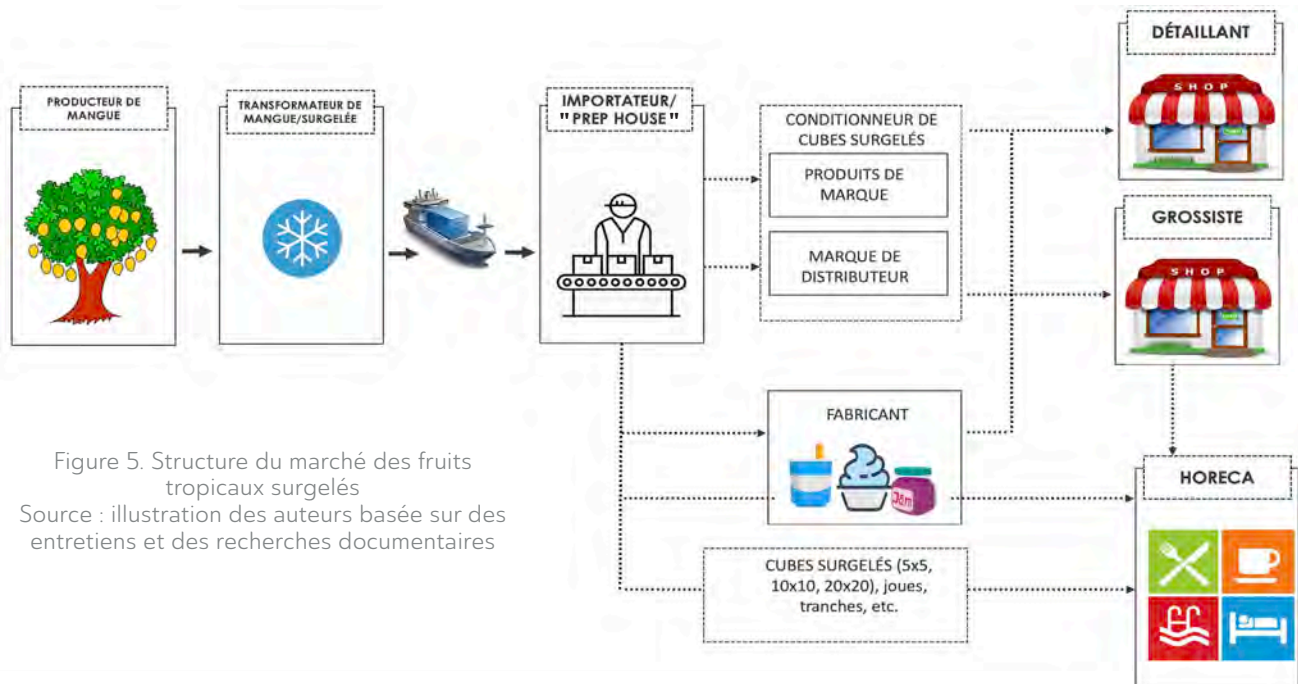 PRODUCTEUR DE
MANGUE
TRANSFORMATEUR DE
MANGUE/SURGELÉE
IMPORTATEUR/
"PREP HOUSE"
CONDITIONNEUR DE
CUBES SURGELÉS
PRODUITS DE
MARQUE
MARQUE DE
DISTRIBUTEUR
DÉTAILLANT
SHOP
GROSSISTE
SHOP
FABRICANT
Jam
HORECA
CUBES SURGELÉS (5x5,
10x10, 20x20), joues,
tranches, etc.
Figure 5. Structure du marché des fruits
tropicaux surgelés
Source : illustration des auteurs basée sur des
entretiens et des recherches documentaires